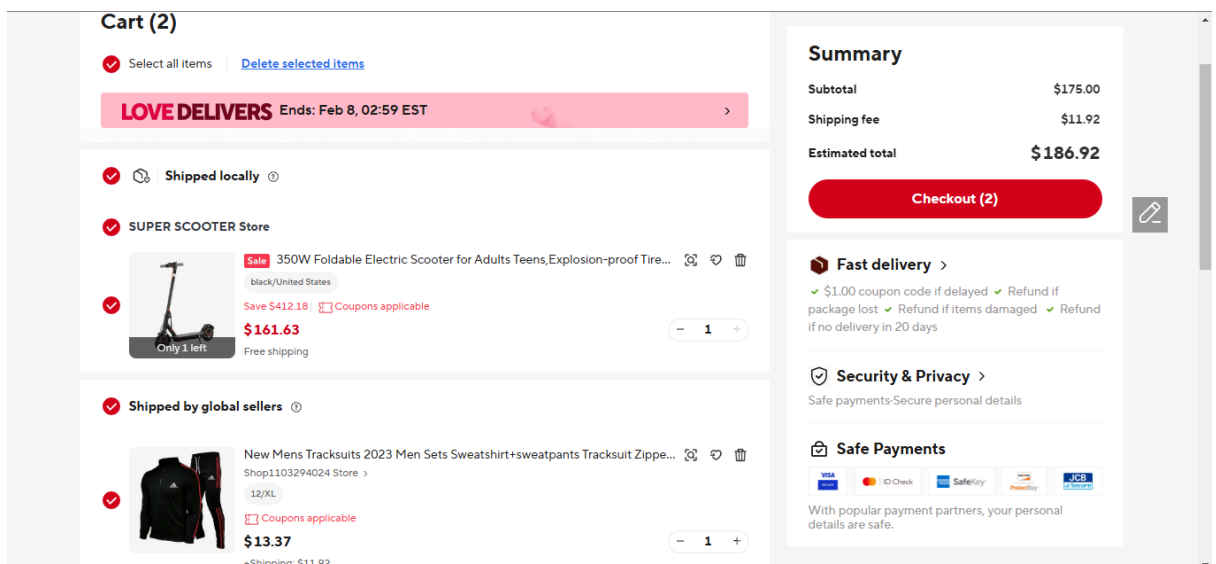 Cart (2)
Select all items
Delete selected items
LOVE DELIVERS Ends: Feb 8, 02:59 EST
Shipped locally
SUPER SCOOTER Store
Sale 350W Foldable Electric Scooter for Adults Teens,Explosion-proof Tire...
black/United States
Save $412.18 Coupons applicable
$161.63
- 1 +
Only 1 left
Free shipping
Shipped by global sellers
New Mens Tracksuits 2023 Men Sets Sweatshirt+sweatpants Tracksuit Zippe...
Shop1103294024 Store >
12/XL
Coupons applicable
$13.37
- 1 +
+Shipping: $11.92
Summary
Subtotal $175.00
Shipping fee $11.92
Estimated total $186.92
Checkout (2)
Fast delivery >
$1.00 coupon code if delayed ✓ Refund if
package lost ✓ Refund if items damaged ✓ Refund
if no delivery in 20 days
Security & Privacy >
Safe payments·Secure personal details
Safe Payments
VISA ID Check SafeKey ProtectBuy JCB
J/Secure
With popular payment partners, your personal
details are safe.